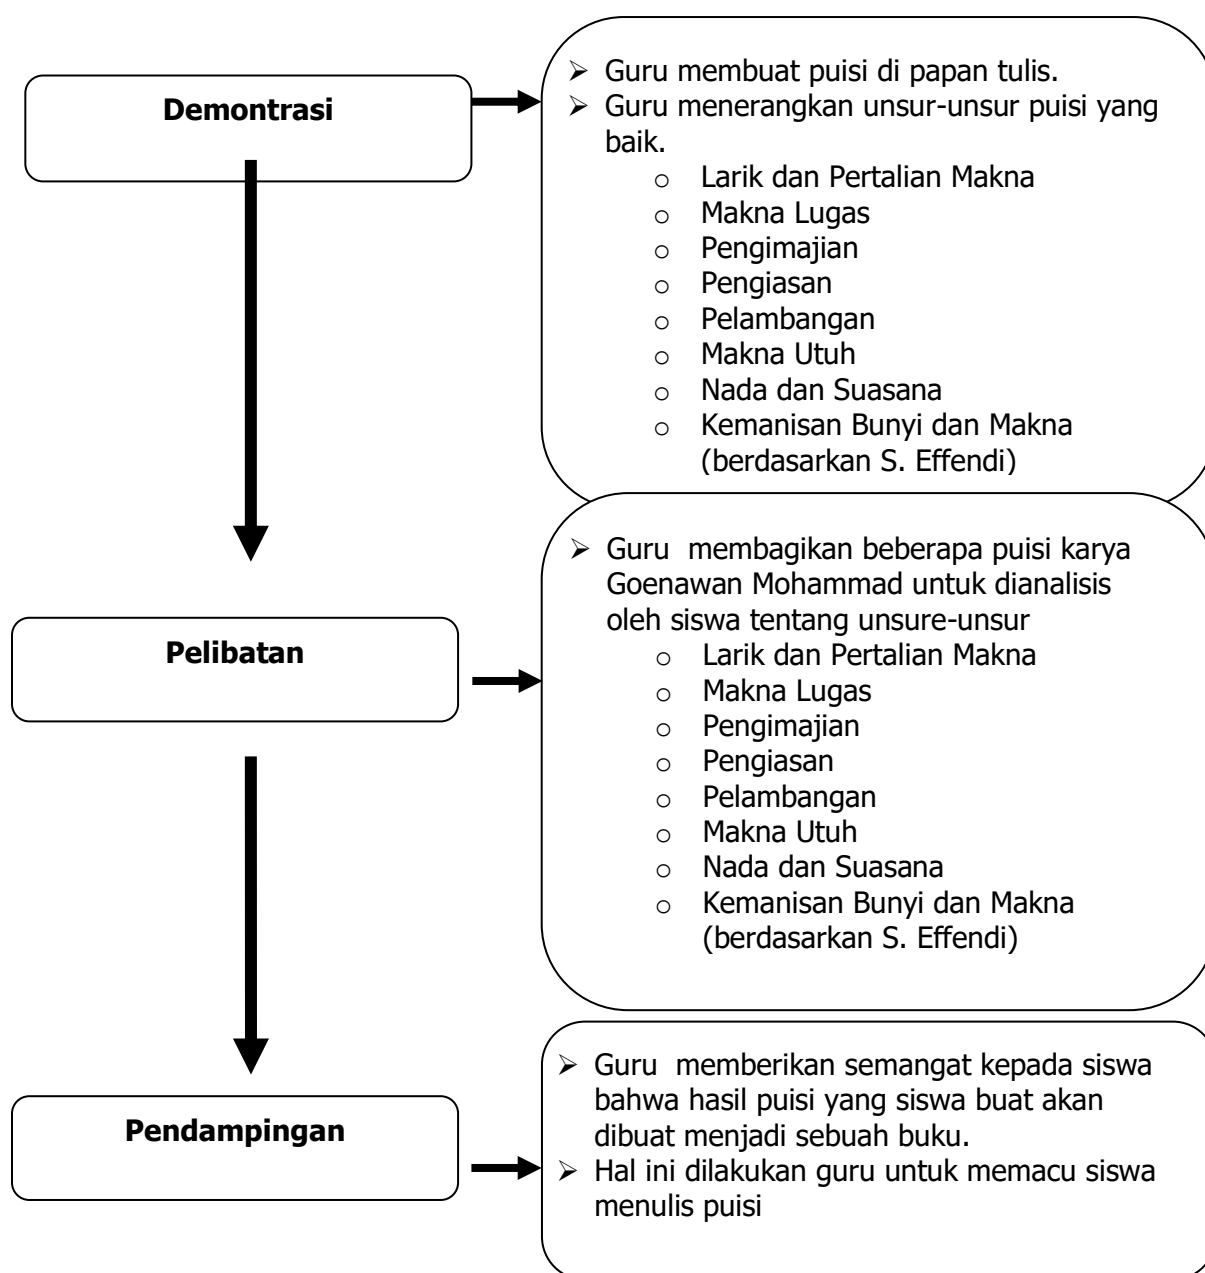 Demontrasi
➢ Guru membuat puisi di papan tulis.
➢ Guru menerangkan unsur-unsur puisi yang
baik.
o Larik dan Pertalian Makna
o Makna Lugas
o Pengimajian
o Pengiasan
o Pelambangan
o Makna Utuh
o Nada dan Suasana
o Kemanisan Bunyi dan Makna
(berdasarkan S. Effendi)
Pelibatan
➢ Guru  membagikan beberapa puisi karya
Goenawan Mohammad untuk dianalisis
oleh siswa tentang unsure-unsur
o Larik dan Pertalian Makna
o Makna Lugas
o Pengimajian
o Pengiasan
o Pelambangan
o Makna Utuh
o Nada dan Suasana
o Kemanisan Bunyi dan Makna
(berdasarkan S. Effendi)
Pendampingan
➢ Guru  memberikan semangat kepada siswa
bahwa hasil puisi yang siswa buat akan
dibuat menjadi sebuah buku.
➢ Hal ini dilakukan guru untuk memacu siswa
menulis puisi